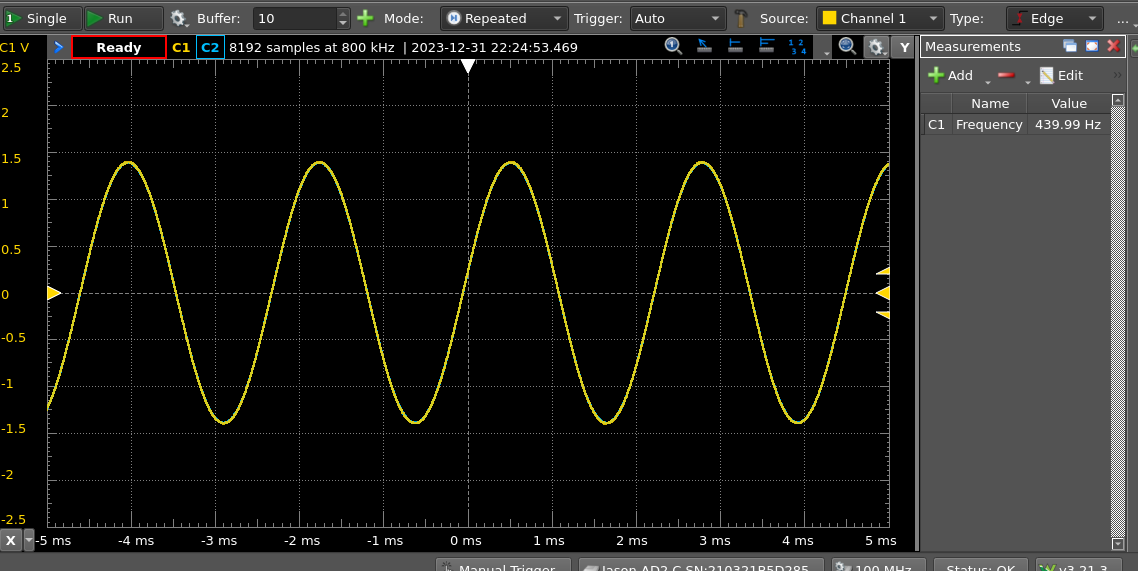 Single Run Buffer: 10 Mode: Repeated Trigger: Auto Source: Channel 1 Type: Edge ...
C1 V Ready C1 C2 8192 samples at 800 kHz | 2023-12-31 22:24:53.469 Y
Measurements
Add Edit
Name Value
C1 Frequency 439.99 Hz
2.5
2
1.5
1
0.5
0
-0.5
-1
-1.5
-2
-2.5
X -5 ms -4 ms -3 ms -2 ms -1 ms 0 ms 1 ms 2 ms 3 ms 4 ms 5 ms
Manual Trigger Jason AD2 C SN:210321B5D285 100 MHz Status: OK v3.21.3